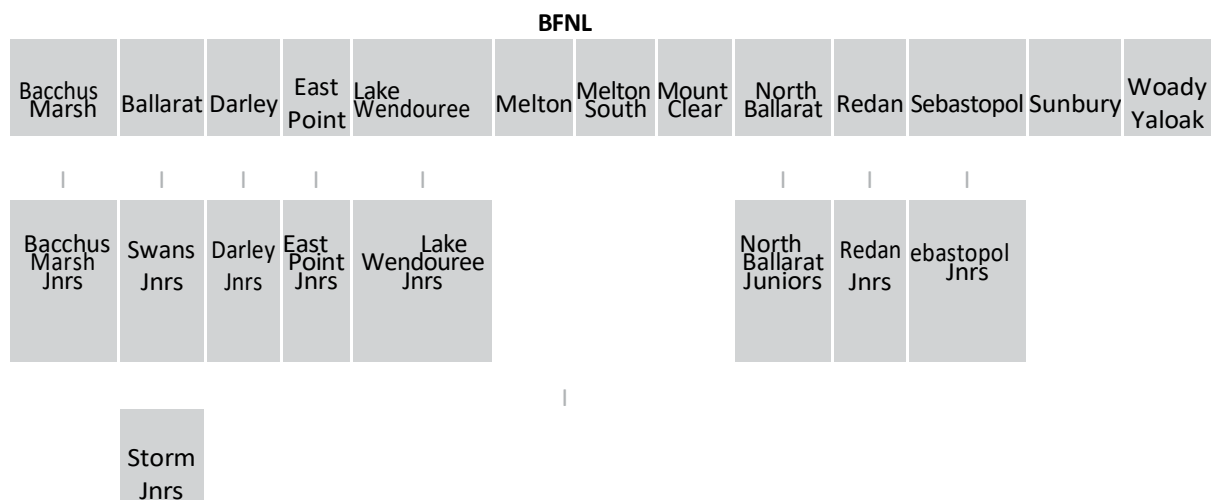 BFNL
Bacchus
Marsh
Ballarat
Darley
East
Point
Lake
Wendouree
Melton
Melton
South
Mount
Clear
North
Ballarat
Redan
Sebastopol
Sunbury
Woady
Yaloak
Bacchus
Marsh
Jnrs
Swans
Jnrs
Darley
Jnrs
East
Point
Jnrs
Lake
Wendouree
Jnrs
North
Ballarat
Juniors
Redan
Jnrs
ebastopol
Jnrs
Storm
Jnrs